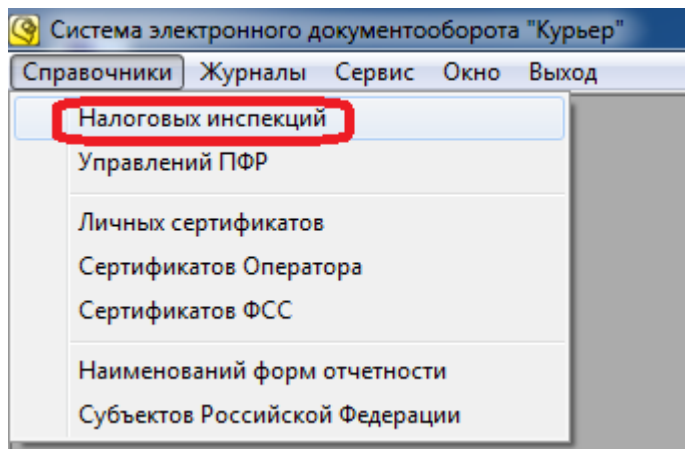 Система электронного документооборота "Курьер"
Справочники Журналы Сервис Окно Выход
Налоговых инспекций
Управлений ПФР
Личных сертификатов
Сертификатов Оператора
Сертификатов ФСС
Наименований форм отчетности
Субъектов Российской Федерации